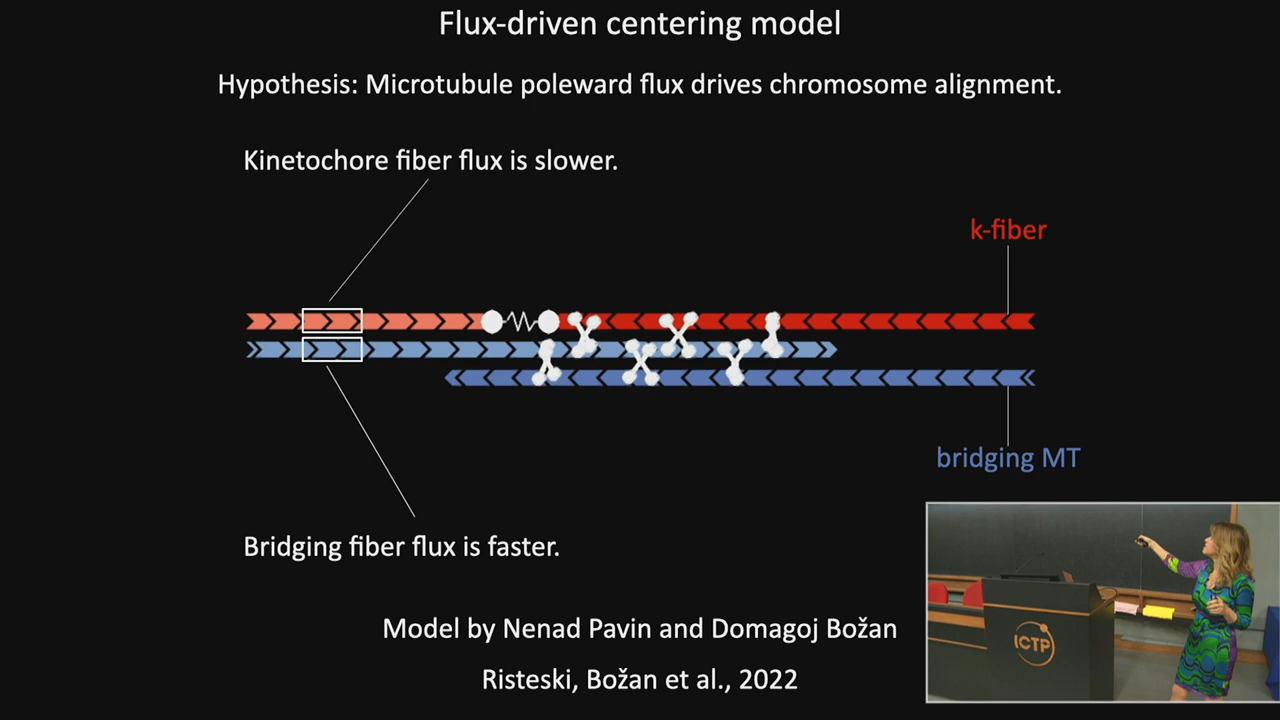 Flux-driven centering model
Hypothesis: Microtubule poleward flux drives chromosome alignment.
Kinetochore fiber flux is slower.
k-fiber
bridging MT
Bridging fiber flux is faster.
Model by Nenad Pavin and Domagoj Božan
Risteski, Božan et al., 2022
ICTP